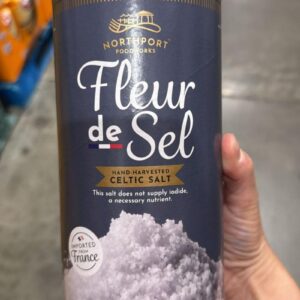 NORTHPORT
FOODWORKS
Fleur
de Sel
HAND-HARVESTED
CELTIC SALT
This salt does not supply iodide,
a necessary nutrient.
IMPORTED
FROM
France